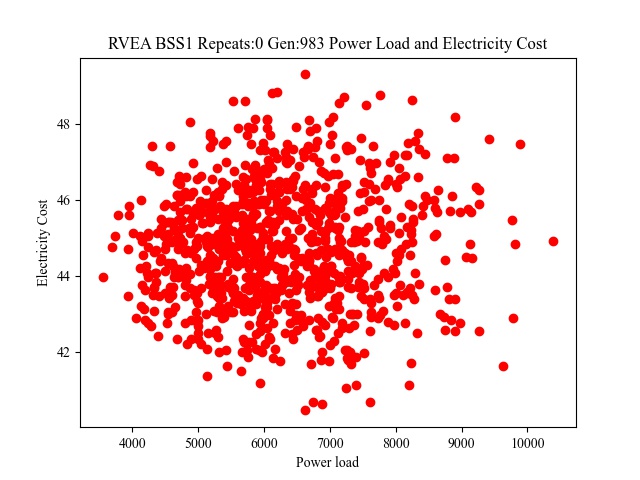 RVEA BSS1 Repeats:0 Gen:983 Power Load and Electricity Cost
48
46
44
42
Electricity Cost
4000 5000 6000 7000 8000 9000 10000
Power load